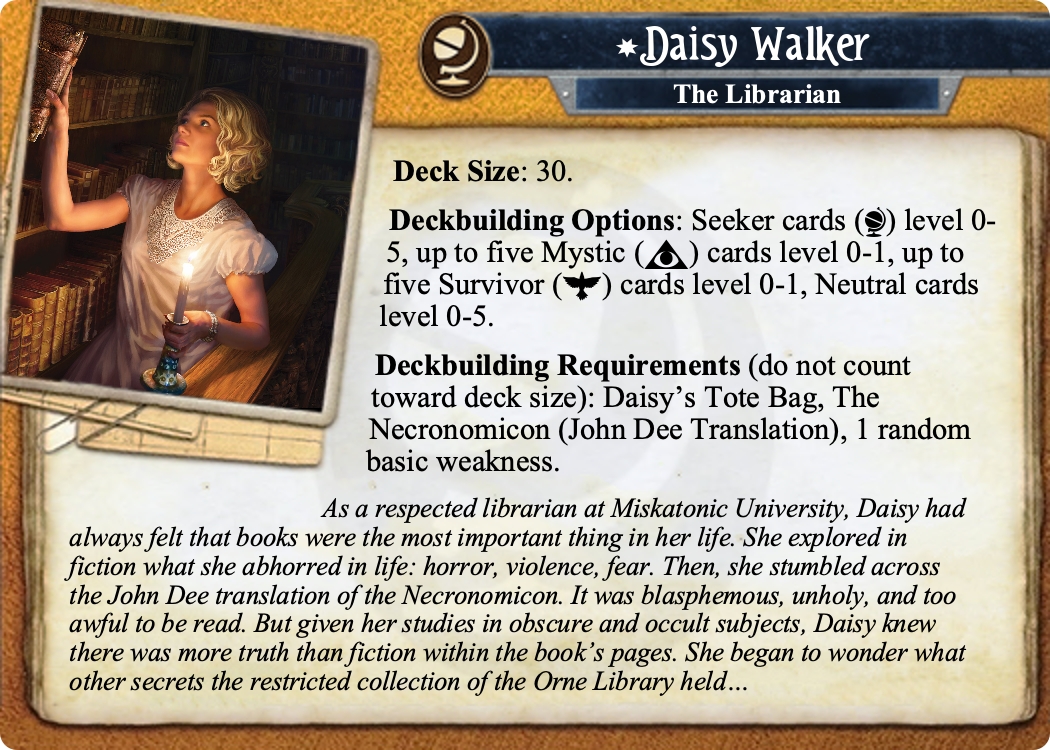 Daisy Walker
The Librarian
Deck Size: 30.
Deckbuilding Options: Seeker cards () level 0-
5, up to five Mystic () cards level 0-1, up to
five Survivor () cards level 0-1, Neutral cards
level 0-5.
Deckbuilding Requirements (do not count
toward deck size): Daisy’s Tote Bag, The
Necronomicon (John Dee Translation), 1 random
basic weakness.
As a respected librarian at Miskatonic University, Daisy had
always felt that books were the most important thing in her life. She explored in
fiction what she abhorred in life: horror, violence, fear. Then, she stumbled across
the John Dee translation of the Necronomicon. It was blasphemous, unholy, and too
awful to be read. But given her studies in obscure and occult subjects, Daisy knew
there was more truth than fiction within the book’s pages. She began to wonder what
other secrets the restricted collection of the Orne Library held...